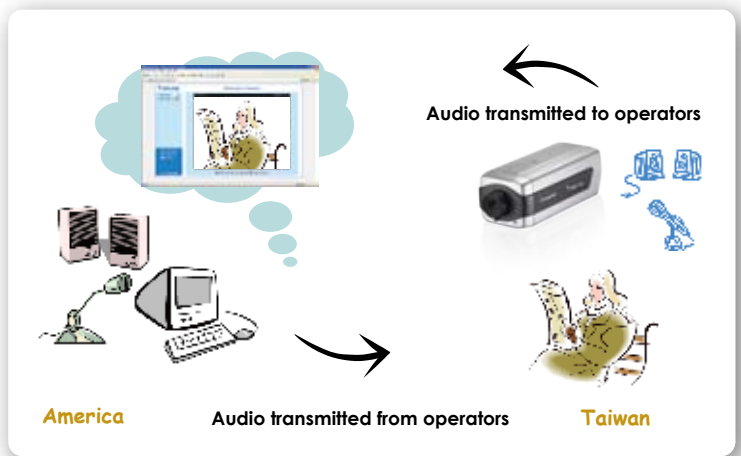 Audio transmitted to operators
America
Audio transmitted from operators
Taiwan